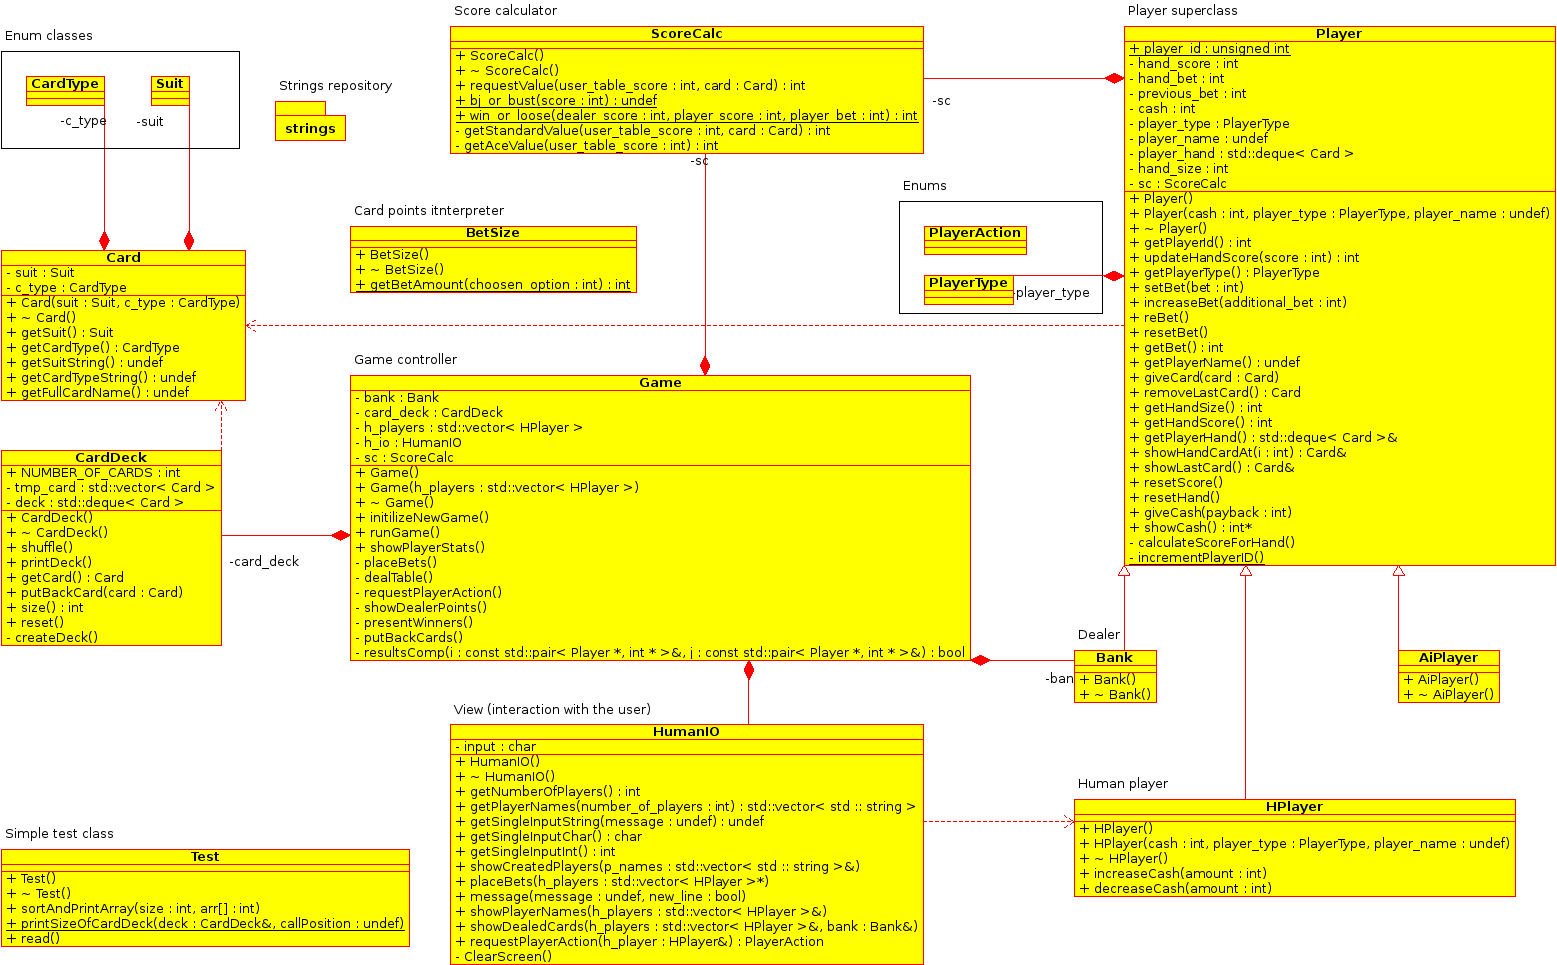 Enum classes
CardType
Suit
-c_type
-suit
Strings repository
strings
Score calculator
ScoreCalc
+ ScoreCalc()
+ ~ ScoreCalc()
+ requestValue(user_table_score : int, card : Card) : int
+ bj_or_bust(score : int) : undef
+ win_or_loose(dealer_score : int, player_score : int, player_bet : int) : int
- getStandardValue(user_table_score : int, card : Card) : int
- getAceValue(user_table_score : int) : int
-sc
-sc
Player superclass
Player
+ player_id : unsigned int
- hand_score : int
- hand_bet : int
- previous_bet : int
- cash : int
- player_type : PlayerType
- player_name : undef
- player_hand : std::deque< Card >
- hand_size : int
- sc : ScoreCalc
+ Player()
+ Player(cash : int, player_type : PlayerType, player_name : undef)
+ ~ Player()
+ getPlayerId() : int
+ updateHandScore(score : int) : int
+ getPlayerType() : PlayerType
+ setBet(bet : int)
+ increaseBet(additional_bet : int)
+ reBet()
+ resetBet()
+ getBet() : int
+ getPlayerName() : undef
+ giveCard(card : Card)
+ removeLastCard() : Card
+ getHandSize() : int
+ getHandScore() : int
+ getPlayerHand() : std::deque< Card >&
+ showHandCardAt(i : int) : Card&
+ showLastCard() : Card&
+ resetScore()
+ resetHand()
+ giveCash(payback : int)
+ showCash() : int*
- calculateScoreForHand()
- incrementPlayerID()
Enums
PlayerAction
PlayerType
-player_type
Card points itnterpreter
BetSize
+ BetSize()
+ ~ BetSize()
+ getBetAmount(choosen_option : int) : int
Card
- suit : Suit
- c_type : CardType
+ Card(suit : Suit, c_type : CardType)
+ ~ Card()
+ getSuit() : Suit
+ getCardType() : CardType
+ getSuitString() : undef
+ getCardTypeString() : undef
+ getFullCardName() : undef
Game controller
Game
- bank : Bank
- card_deck : CardDeck
- h_players : std::vector< HPlayer >
- h_io : HumanIO
- sc : ScoreCalc
+ Game()
+ Game(h_players : std::vector< HPlayer >)
+ ~ Game()
+ initilizeNewGame()
+ runGame()
+ showPlayerStats()
- placeBets()
- dealTable()
- requestPlayerAction()
- showDealerPoints()
- presentWinners()
- putBackCards()
- resultsComp(i : const std::pair< Player *, int * >&, j : const std::pair< Player *, int * >&) : bool
CardDeck
+ NUMBER_OF_CARDS : int
- tmp_card : std::vector< Card >
- deck : std::deque< Card >
+ CardDeck()
+ ~ CardDeck()
+ shuffle()
+ printDeck()
+ getCard() : Card
+ putBackCard(card : Card)
+ size() : int
+ reset()
- createDeck()
-card_deck
Dealer
-ban
Bank
+ Bank()
+ ~ Bank()
AiPlayer
+ AiPlayer()
+ ~ AiPlayer()
View (interaction with the user)
HumanIO
- input : char
+ HumanIO()
+ ~ HumanIO()
+ getNumberOfPlayers() : int
+ getPlayerNames(number_of_players : int) : std::vector< std :: string >
+ getSingleInputString(message : undef) : undef
+ getSingleInputChar() : char
+ getSingleInputInt() : int
+ showCreatedPlayers(p_names : std::vector< std :: string >&)
+ placeBets(h_players : std::vector< HPlayer >*)
+ message(message : undef, new_line : bool)
+ showPlayerNames(h_players : std::vector< HPlayer >&)
+ showDealedCards(h_players : std::vector< HPlayer >&, bank : Bank&)
+ requestPlayerAction(h_player : HPlayer&) : PlayerAction
- ClearScreen()
Human player
HPlayer
+ HPlayer()
+ HPlayer(cash : int, player_type : PlayerType, player_name : undef)
+ ~ HPlayer()
+ increaseCash(amount : int)
+ decreaseCash(amount : int)
Simple test class
Test
+ Test()
+ ~ Test()
+ sortAndPrintArray(size : int, arr[] : int)
+ printSizeOfCardDeck(deck : CardDeck&, callPosition : undef)
+ read()